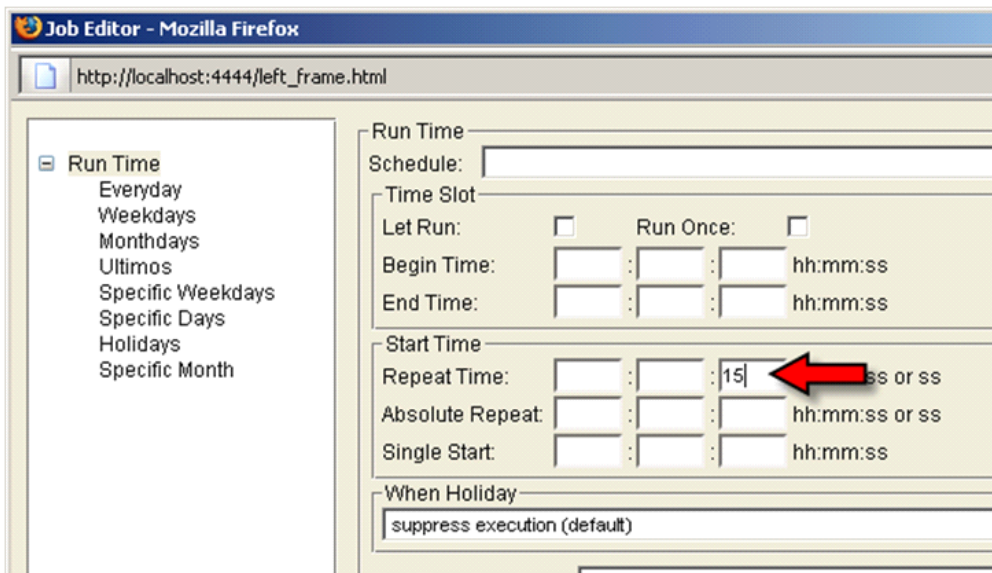 Job Editor - Mozilla Firefox
http://localhost:4444/left_frame.html
Run Time
Everyday
Weekdays
Monthdays
Ultimos
Specific Weekdays
Specific Days
Holidays
Specific Month
Run Time
Schedule:
Time Slot
Let Run: Run Once:
Begin Time: : : hh:mm:ss
End Time: : : hh:mm:ss
Start Time
Repeat Time: : : 15 ss or ss
Absolute Repeat: : : hh:mm:ss or ss
Single Start: : : hh:mm:ss
When Holiday
suppress execution (default)